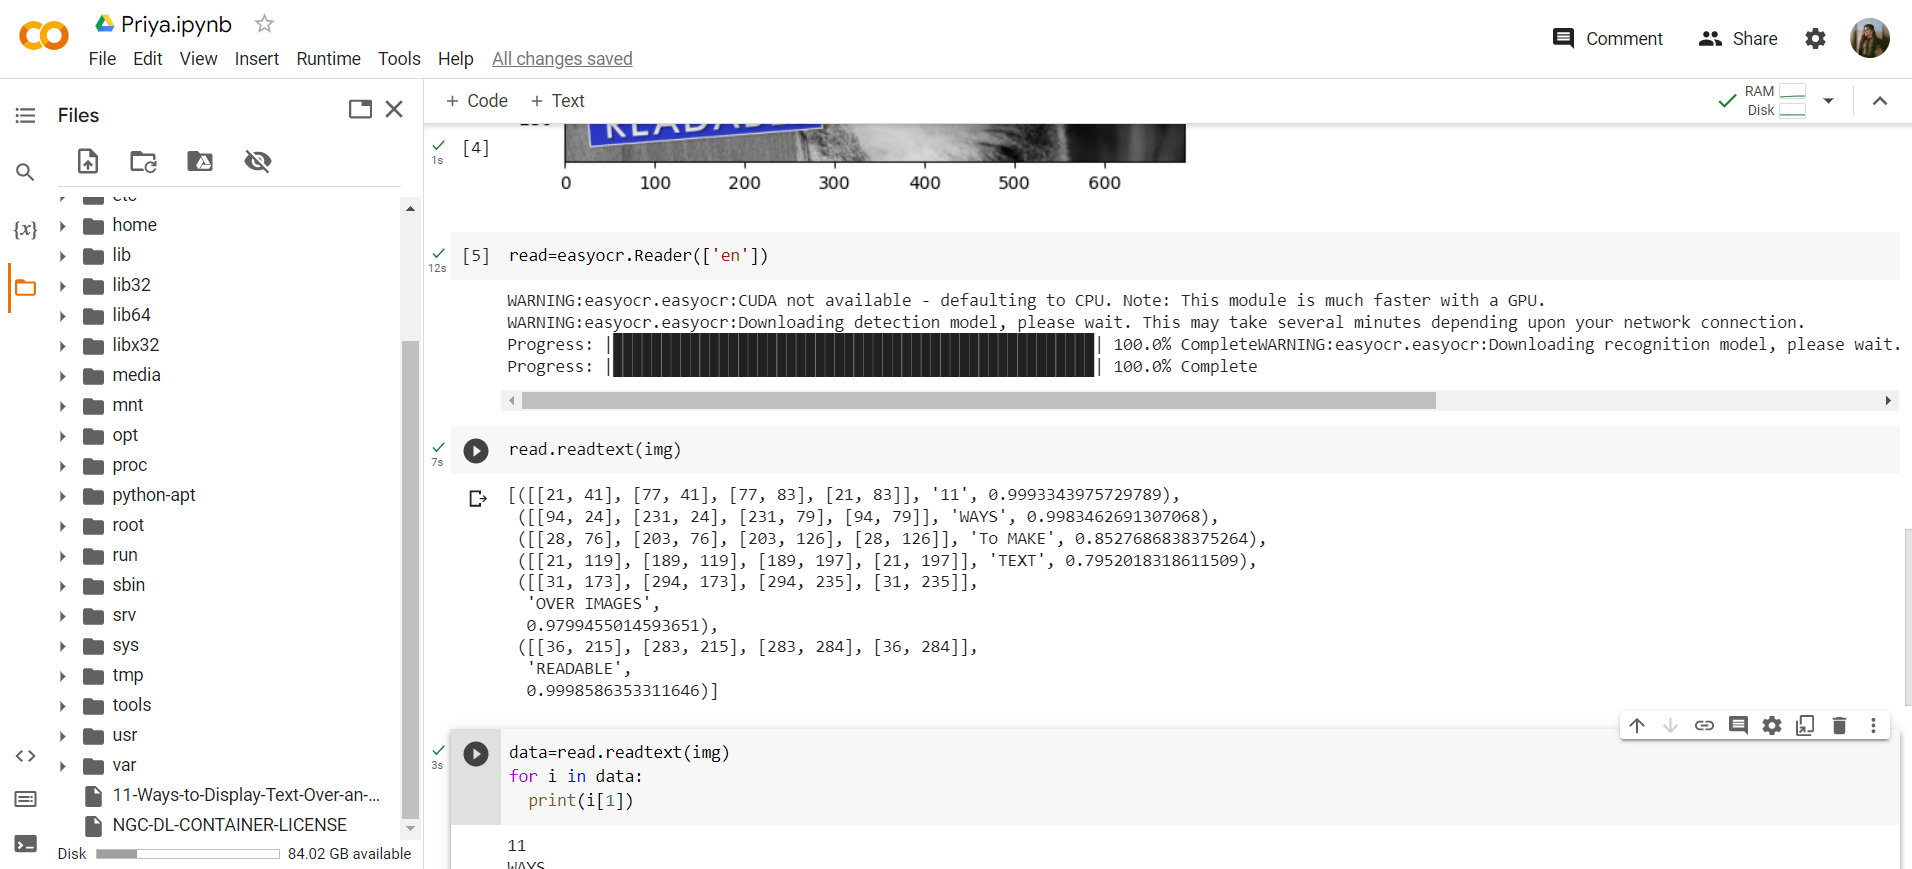 Priya.ipynb
File Edit View Insert Runtime Tools Help All changes saved
Comment Share
Files
+ Code + Text
RAM
Disk
home
lib
lib32
lib64
libx32
media
mnt
opt
proc
python-apt
root
run
sbin
srv
sys
tmp
tools
usr
var
11-Ways-to-Display-Text-Over-an-...
NGC-DL-CONTAINER-LICENSE
Disk 84.02 GB available
READABLE
1s [4]
0 100 200 300 400 500 600
12s [5] read=easyocr.Reader(['en'])
WARNING:easyocr.easyocr:CUDA not available - defaulting to CPU. Note: This module is much faster with a GPU.
WARNING:easyocr.easyocr:Downloading detection model, please wait. This may take several minutes depending upon your network connection.
Progress: || 100.0% CompleteWARNING:easyocr.easyocr:Downloading recognition model, please wait.
Progress: || 100.0% Complete
7s read.readtext(img)
[([[21, 41], [77, 41], [77, 83], [21, 83]], '11', 0.9993343975729789),
([[94, 24], [231, 24], [231, 79], [94, 79]], 'WAYS', 0.9983462691307068),
([[28, 76], [203, 76], [203, 126], [28, 126]], 'To MAKE', 0.8527686838375264),
([[21, 119], [189, 119], [189, 197], [21, 197]], 'TEXT', 0.7952018318611509),
([[31, 173], [294, 173], [294, 235], [31, 235]],
'OVER IMAGES',
0.9799455014593651),
([[36, 215], [283, 215], [283, 284], [36, 284]],
'READABLE',
0.9998586353311646)]
3s data=read.readtext(img)
for i in data:
print(i[1])
11
WAYS